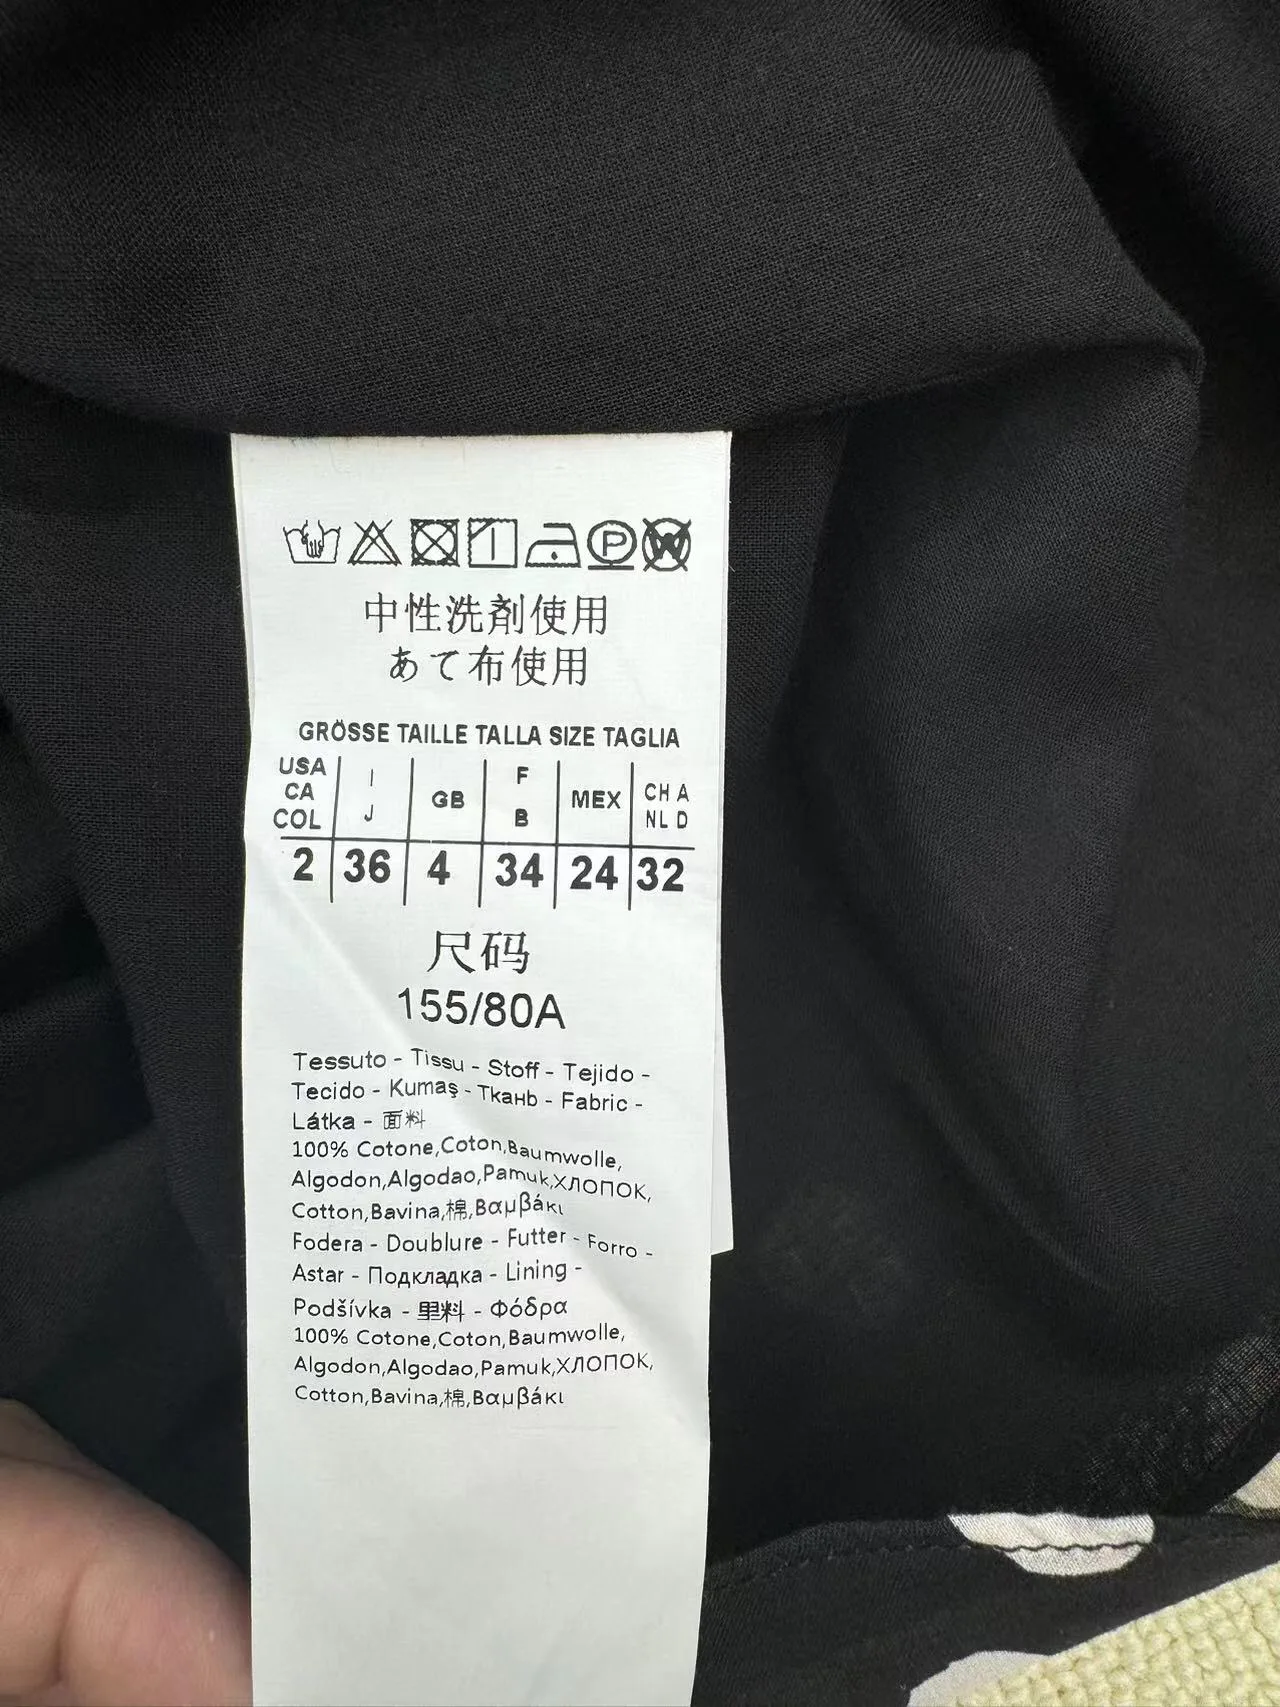 P W
中性洗剤使用
あて布使用
GRÖSSE TAILLE TALLA SIZE TAGLIA
USA CA COL | I J | GB | F B | MEX | CH A NL D
2 | 36 | 4 | 34 | 24 | 32
尺码
155/80A
Tessuto - Tissu - Stoff - Tejido -
Tecido - Kumaş - Ткань - Fabric -
Látka - 面料
100% Cotone,Coton,Baumwolle,
Algodon,Algodao,Pamuk,ХЛОПОК,
Cotton,Bavina,棉,Βαμβάκι
Fodera - Doublure - Futter - Forro -
Astar - Подкладка - Lining -
Podšívka - 里料 - Φόδρα
100% Cotone,Coton,Baumwolle,
Algodon,Algodao,Pamuk,ХЛОПОК,
Cotton,Bavina,棉,Βαμβάκι